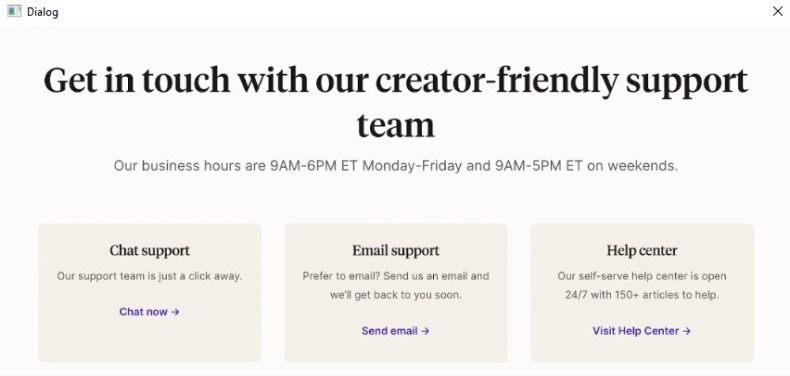 Dialog
Get in touch with our creator-friendly support
team
Our business hours are 9AM-6PM ET Monday-Friday and 9AM-5PM ET on weekends.
Chat support
Our support team is just a click away.
Chat now →
Email support
Prefer to email? Send us an email and
we'll get back to you soon.
Send email →
Help center
Our self-serve help center is open
24/7 with 150+ articles to help.
Visit Help Center →